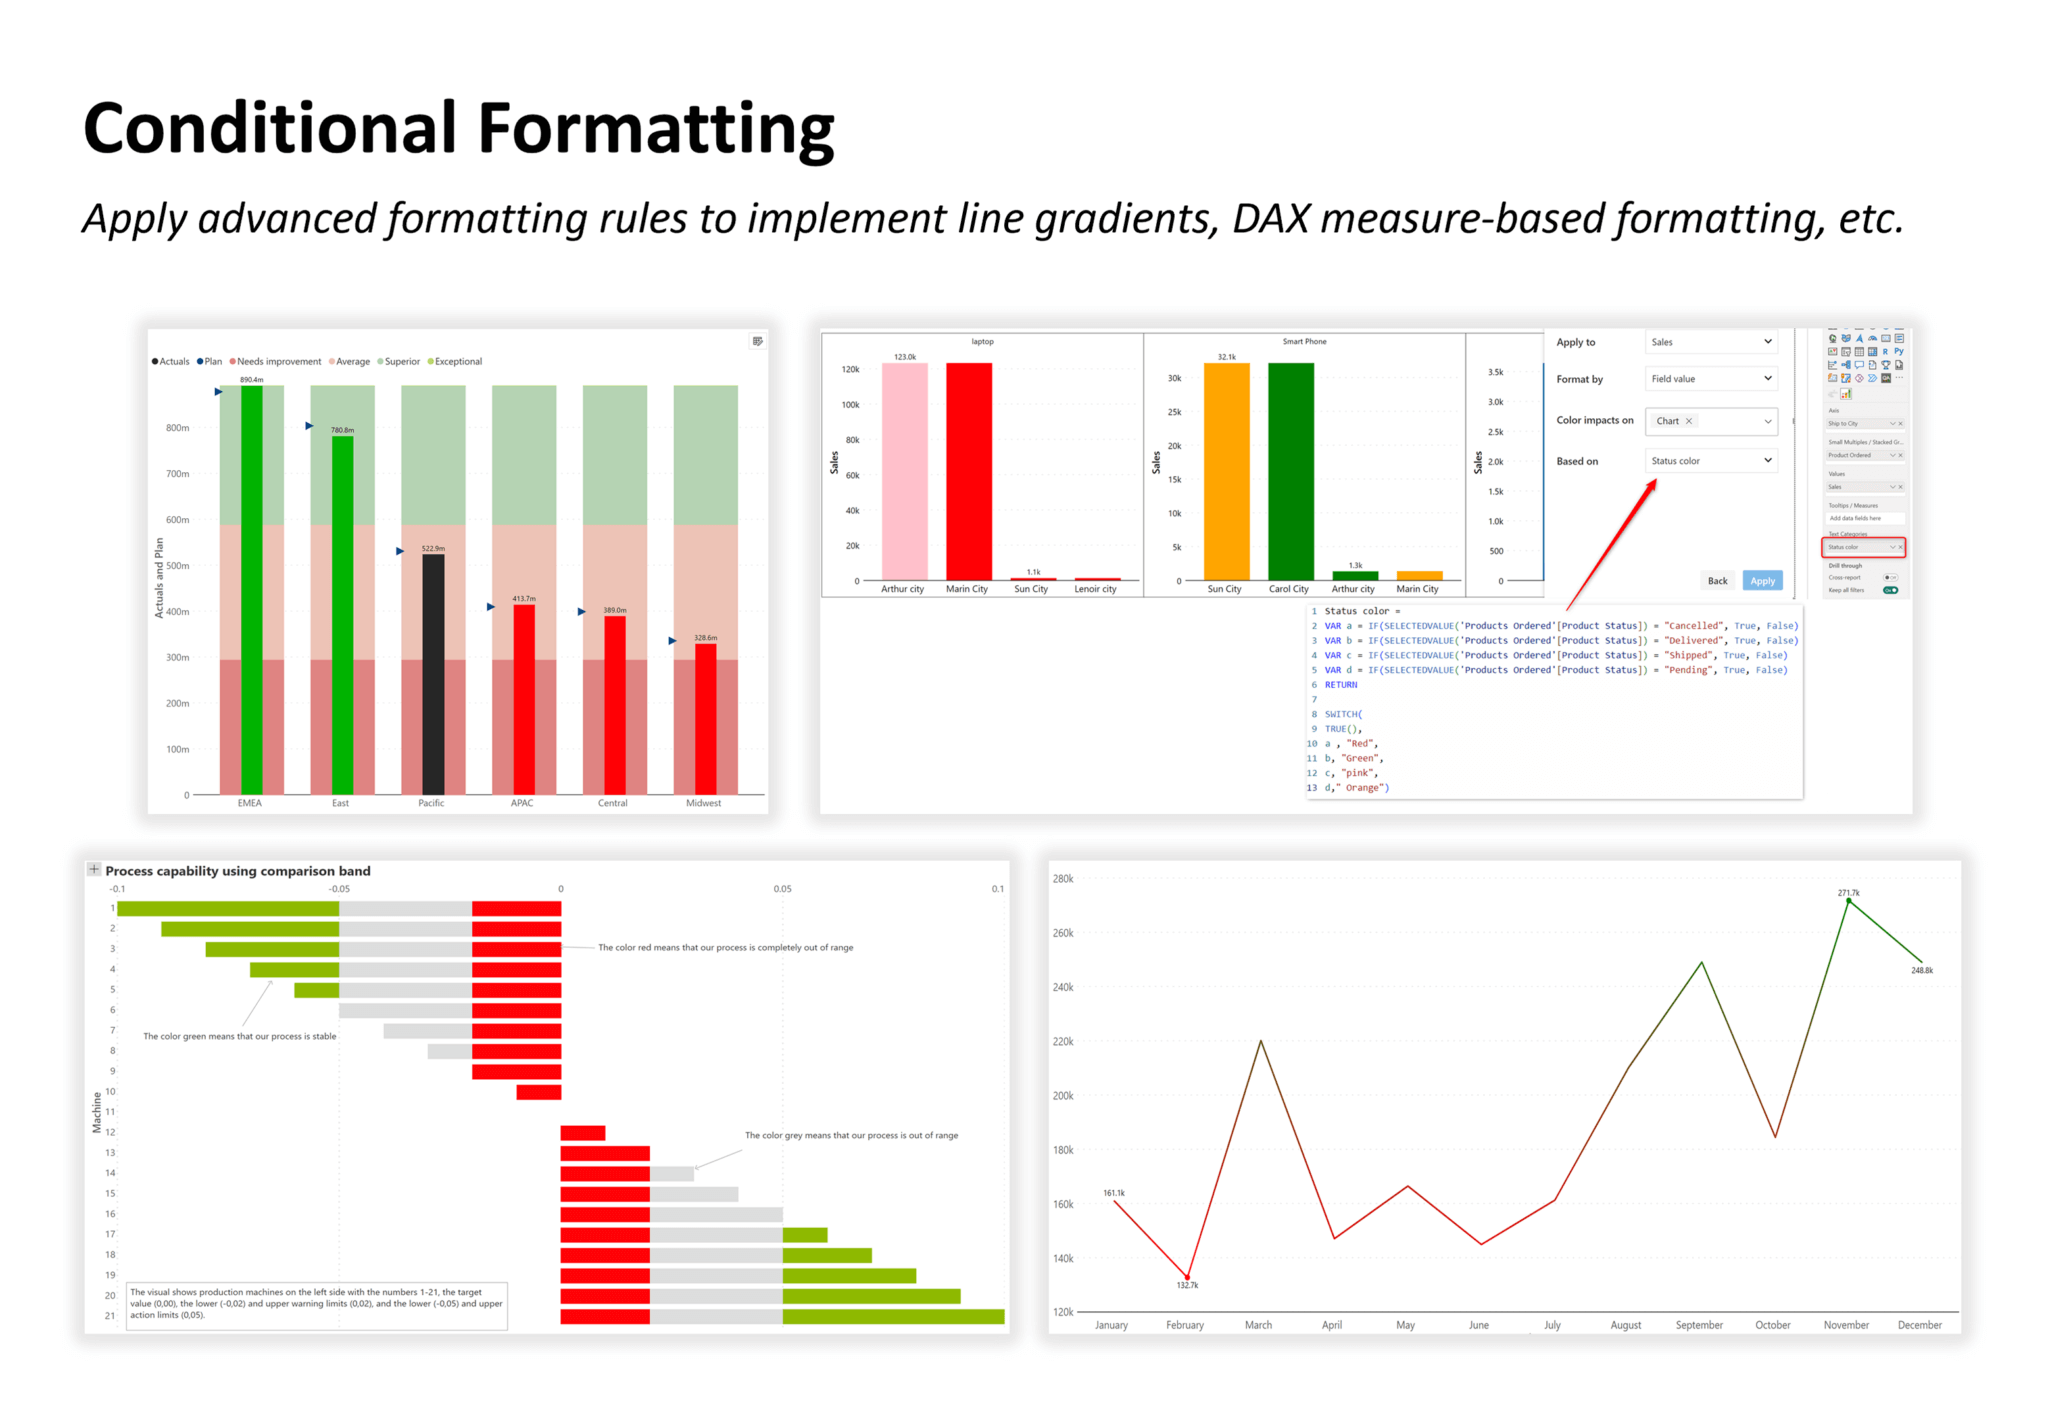 Conditional Formatting
Apply advanced formatting rules to implement line gradients, DAX measure-based formatting, etc.
Actuals Plan Needs improvement Average Superior Exceptional
890.4m
780.8m
522.9m
413.7m
389.0m
328.6m
Actuals and Plan
800m
700m
600m
500m
400m
300m
200m
100m
0
EMEA East Pacific APAC Central Midwest
laptop
Sales
120k
100k
80k
60k
40k
20k
0
123.0k
1.1k
Arthur city Marin City Sun City Lenoir city
Smart Phone
Sales
30k
25k
20k
15k
10k
5k
0
32.1k
1.3k
Sun City Carol City Arthur city Marin City
Sales
3.5k
3.0k
2.5k
2.0k
1.5k
1.0k
500
0
Apply to Sales
Format by Field value
Color impacts on Chart
Based on Status color
Back Apply
R Py
Axis
Ship to City
Small Multiples / Stacked Gr...
Product Ordered
Values
Sales
Tooltips / Measures
Add data fields here
Text Categories
Status color
Drill through
Cross-report Off
Keep all filters On
1 Status color =
2 VAR a = IF(SELECTEDVALUE('Products Ordered'[Product Status]) = "Cancelled", True, False)
3 VAR b = IF(SELECTEDVALUE('Products Ordered'[Product Status]) = "Delivered", True, False)
4 VAR c = IF(SELECTEDVALUE('Products Ordered'[Product Status]) = "Shipped", True, False)
5 VAR d = IF(SELECTEDVALUE('Products Ordered'[Product Status]) = "Pending", True, False)
6 RETURN
7
8 SWITCH(
9 TRUE(),
10 a , "Red",
11 b, "Green",
12 c, "pink",
13 d," Orange")
Process capability using comparison band
-0.1 -0.05 0 0.05 0.1
Machine
1
2
3
4
5
6
7
8
9
10
11
12
13
14
15
16
17
18
19
20
21
The color red means that our process is completely out of range
The color green means that our process is stable
The color grey means that our process is out of range
The visual shows production machines on the left side with the numbers 1-21, the target
value (0,00), the lower (-0,02) and upper warning limits (0,02), and the lower (-0,05) and upper
action limits (0,05).
280k
260k
240k
220k
200k
180k
160k
140k
120k
161.1k
132.7k
271.7k
248.8k
January February March April May June July August September October November December